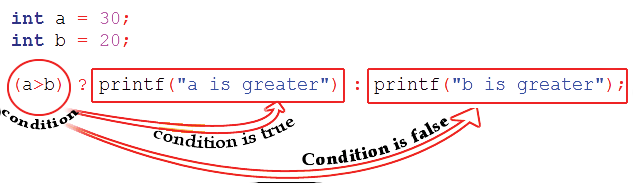 int a = 30;
int b = 20;
(a>b) ? printf("a is greater") : printf("b is greater");
condition
condition is true
Condition is false